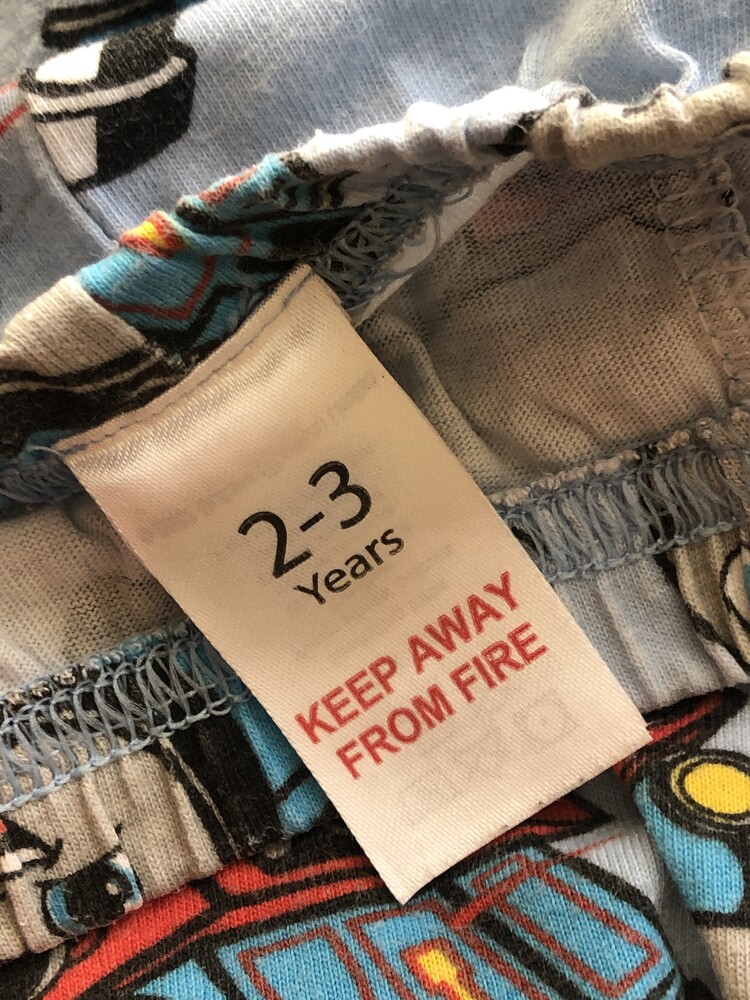 2-3
Years
KEEP AWAY
FROM FIRE